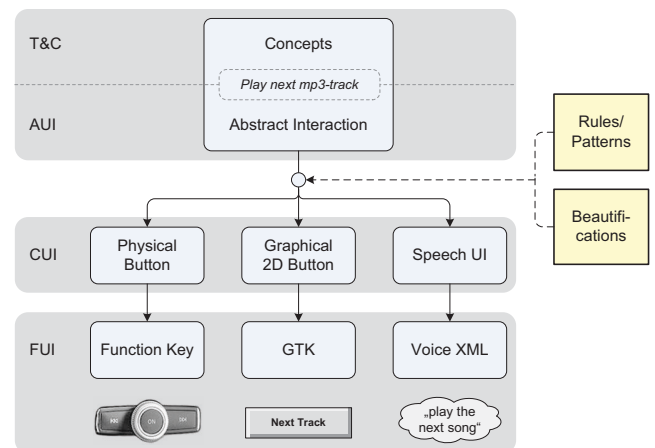 T&C
Concepts
Play next mp3-track
AUI
Abstract Interaction
Rules/
Patterns
Beautifi-
cations
CUI
Physical
Button
Graphical
2D Button
Speech UI
FUI
Function Key
GTK
Voice XML
ON
Next Track
„play the
next song“